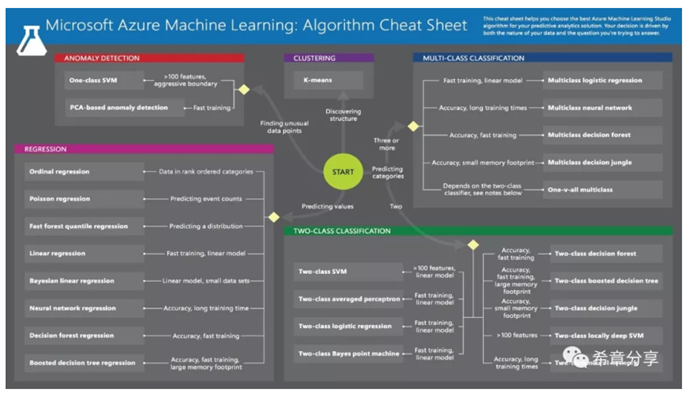 Microsoft Azure Machine Learning: Algorithm Cheat Sheet
This cheat sheet helps you choose the best Azure Machine Learning Studio
algorithm for your predictive analytics solution. Your decision is driven by
both the nature of your data and the question you're trying to answer.
ANOMALY DETECTION
One-class SVM
>100 features,
aggressive boundary
PCA-based anomaly detection
Fast training
CLUSTERING
K-means
MULTI-CLASS CLASSIFICATION
Fast training, linear model
Multiclass logistic regression
Accuracy, long training times
Multiclass neural network
Accuracy, fast training
Multiclass decision forest
Accuracy, small memory footprint
Multiclass decision jungle
Depends on the two-class
classifier, see notes below
One-v-all multiclass
Finding unusual
data points
Discovering
structure
Three or
more
START
Predicting
categories
Predicting values
Two
REGRESSION
Ordinal regression
Data in rank ordered categories
Poisson regression
Predicting event counts
Fast forest quantile regression
Predicting a distribution
Linear regression
Fast training, linear model
Bayesian linear regression
Linear model, small data sets
Neural network regression
Accuracy, long training time
Decision forest regression
Accuracy, fast training
Boosted decision tree regression
Accuracy, fast training,
large memory footprint
TWO-CLASS CLASSIFICATION
Two-class SVM
>100 features,
linear model
Two-class averaged perceptron
Fast training,
linear model
Two-class logistic regression
Fast training,
linear model
Two-class Bayes point machine
Fast training,
linear model
Accuracy,
fast training
Two-class decision forest
Accuracy,
fast training,
large memory
footprint
Two-class boosted decision tree
Accuracy,
small memory
footprint
Two-class decision jungle
>100 features
Two-class locally deep SVM
Accuracy, long
training times
希章分享